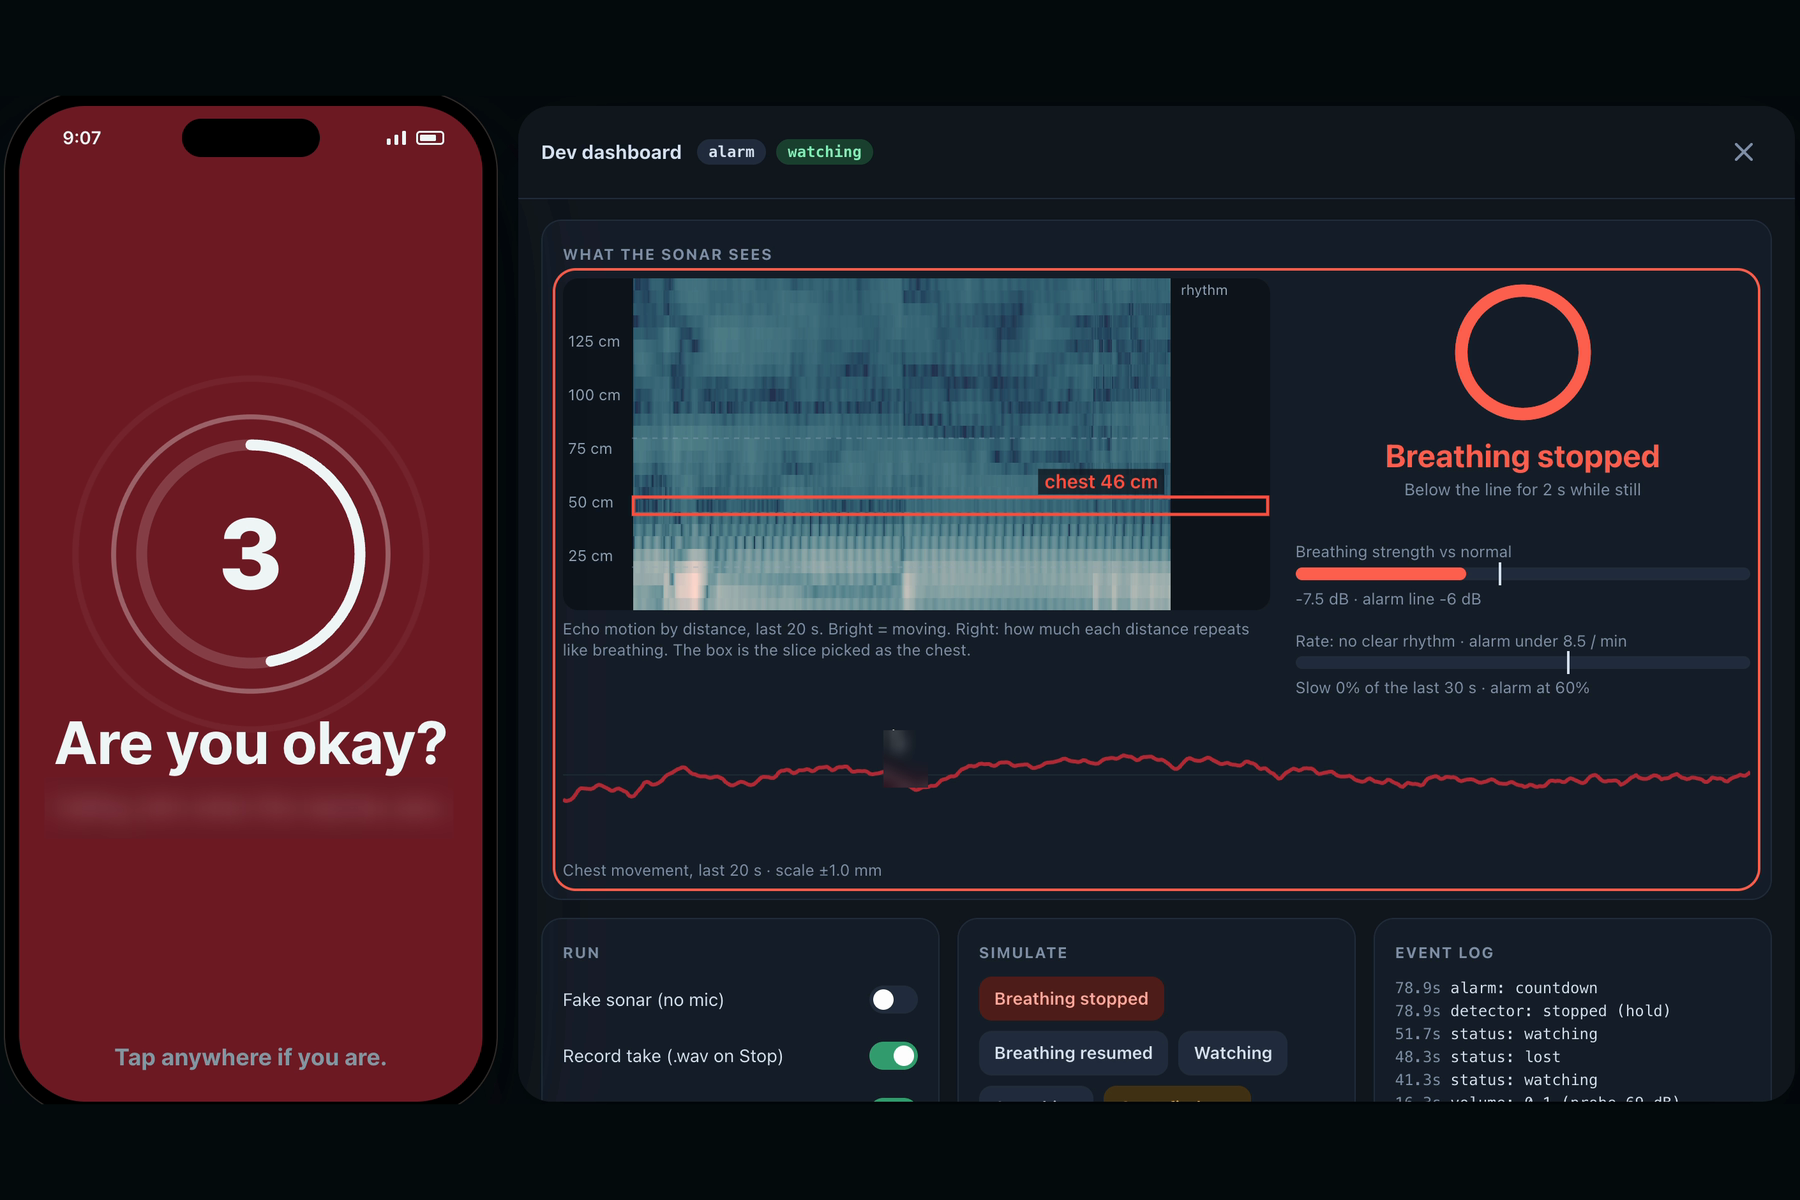 9:07
3
Are you okay?
Tap anywhere if you are.
Dev dashboard
alarm
watching
WHAT THE SONAR SEES
rhythm
125 cm
100 cm
75 cm
50 cm
25 cm
chest 46 cm
Echo motion by distance, last 20 s. Bright = moving. Right: how much each distance repeats
like breathing. The box is the slice picked as the chest.
Breathing stopped
Below the line for 2 s while still
Breathing strength vs normal
-7.5 dB · alarm line -6 dB
Rate: no clear rhythm · alarm under 8.5 / min
Slow 0% of the last 30 s · alarm at 60%
Chest movement, last 20 s · scale ±1.0 mm
RUN
Fake sonar (no mic)
Record take (.wav on Stop)
SIMULATE
Breathing stopped
Breathing resumed
Watching
EVENT LOG
78.9s alarm: countdown
78.9s detector: stopped (hold)
51.7s status: watching
48.3s status: lost
41.3s status: watching